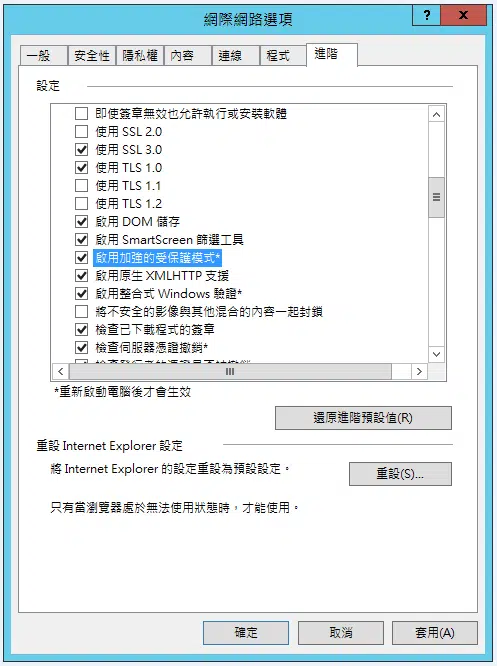 網際網路選項
?
x
一般
安全性
隱私權
內容
連線
程式
進階
設定
即使簽章無效也允許執行或安裝軟體
使用 SSL 2.0
使用 SSL 3.0
使用 TLS 1.0
使用 TLS 1.1
使用 TLS 1.2
啟用 DOM 儲存
啟用 SmartScreen 篩選工具
啟用加強的受保護模式*
啟用原生 XMLHTTP 支援
啟用整合式 Windows 驗證*
將不安全的影像與其他混合的內容一起封鎖
檢查已下載程式的簽章
檢查伺服器憑證撤銷*
*重新啟動電腦後才會生效
還原進階預設值(R)
重設 Internet Explorer 設定
將 Internet Explorer 的設定重設為預設設定。
重設(S)...
只有當瀏覽器處於無法使用狀態時，才能使用。
確定
取消
套用(A)